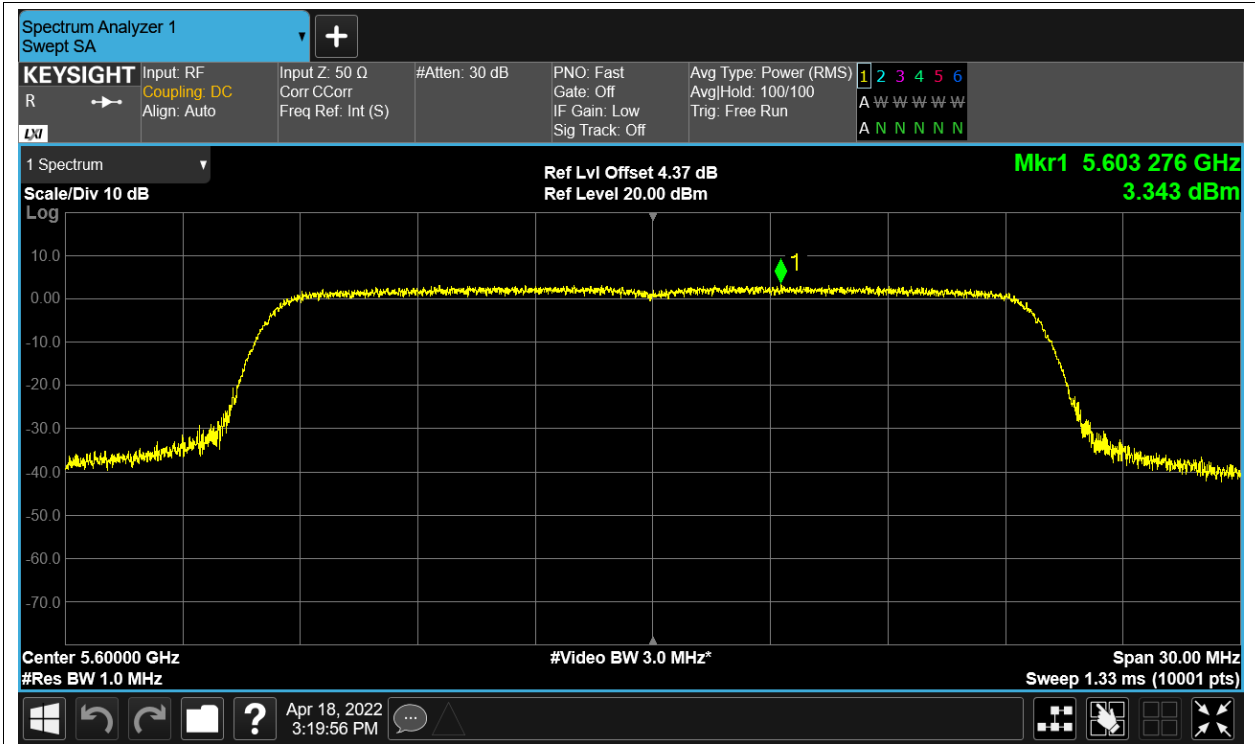 Spectrum Analyzer 1
Swept SA
KEYSIGHT
R
LXI
Input: RF
Coupling: DC
Align: Auto
Input Z: 50 Ω
Corr CCorr
Freq Ref: Int (S)
#Atten: 30 dB
PNO: Fast
Gate: Off
IF Gain: Low
Sig Track: Off
Avg Type: Power (RMS)
Avg|Hold: 100/100
Trig: Free Run
1 2 3 4 5 6
A W W W W W
A N N N N N
1 Spectrum
Scale/Div 10 dB
Log
Ref Lvl Offset 4.37 dB
Ref Level 20.00 dBm
Mkr1 5.603 276 GHz
3.343 dBm
10.0
0.00
-10.0
-20.0
-30.0
-40.0
-50.0
-60.0
-70.0
1
Center 5.60000 GHz
#Res BW 1.0 MHz
#Video BW 3.0 MHz*
Span 30.00 MHz
Sweep 1.33 ms (10001 pts)
?
Apr 18, 2022
3:19:56 PM